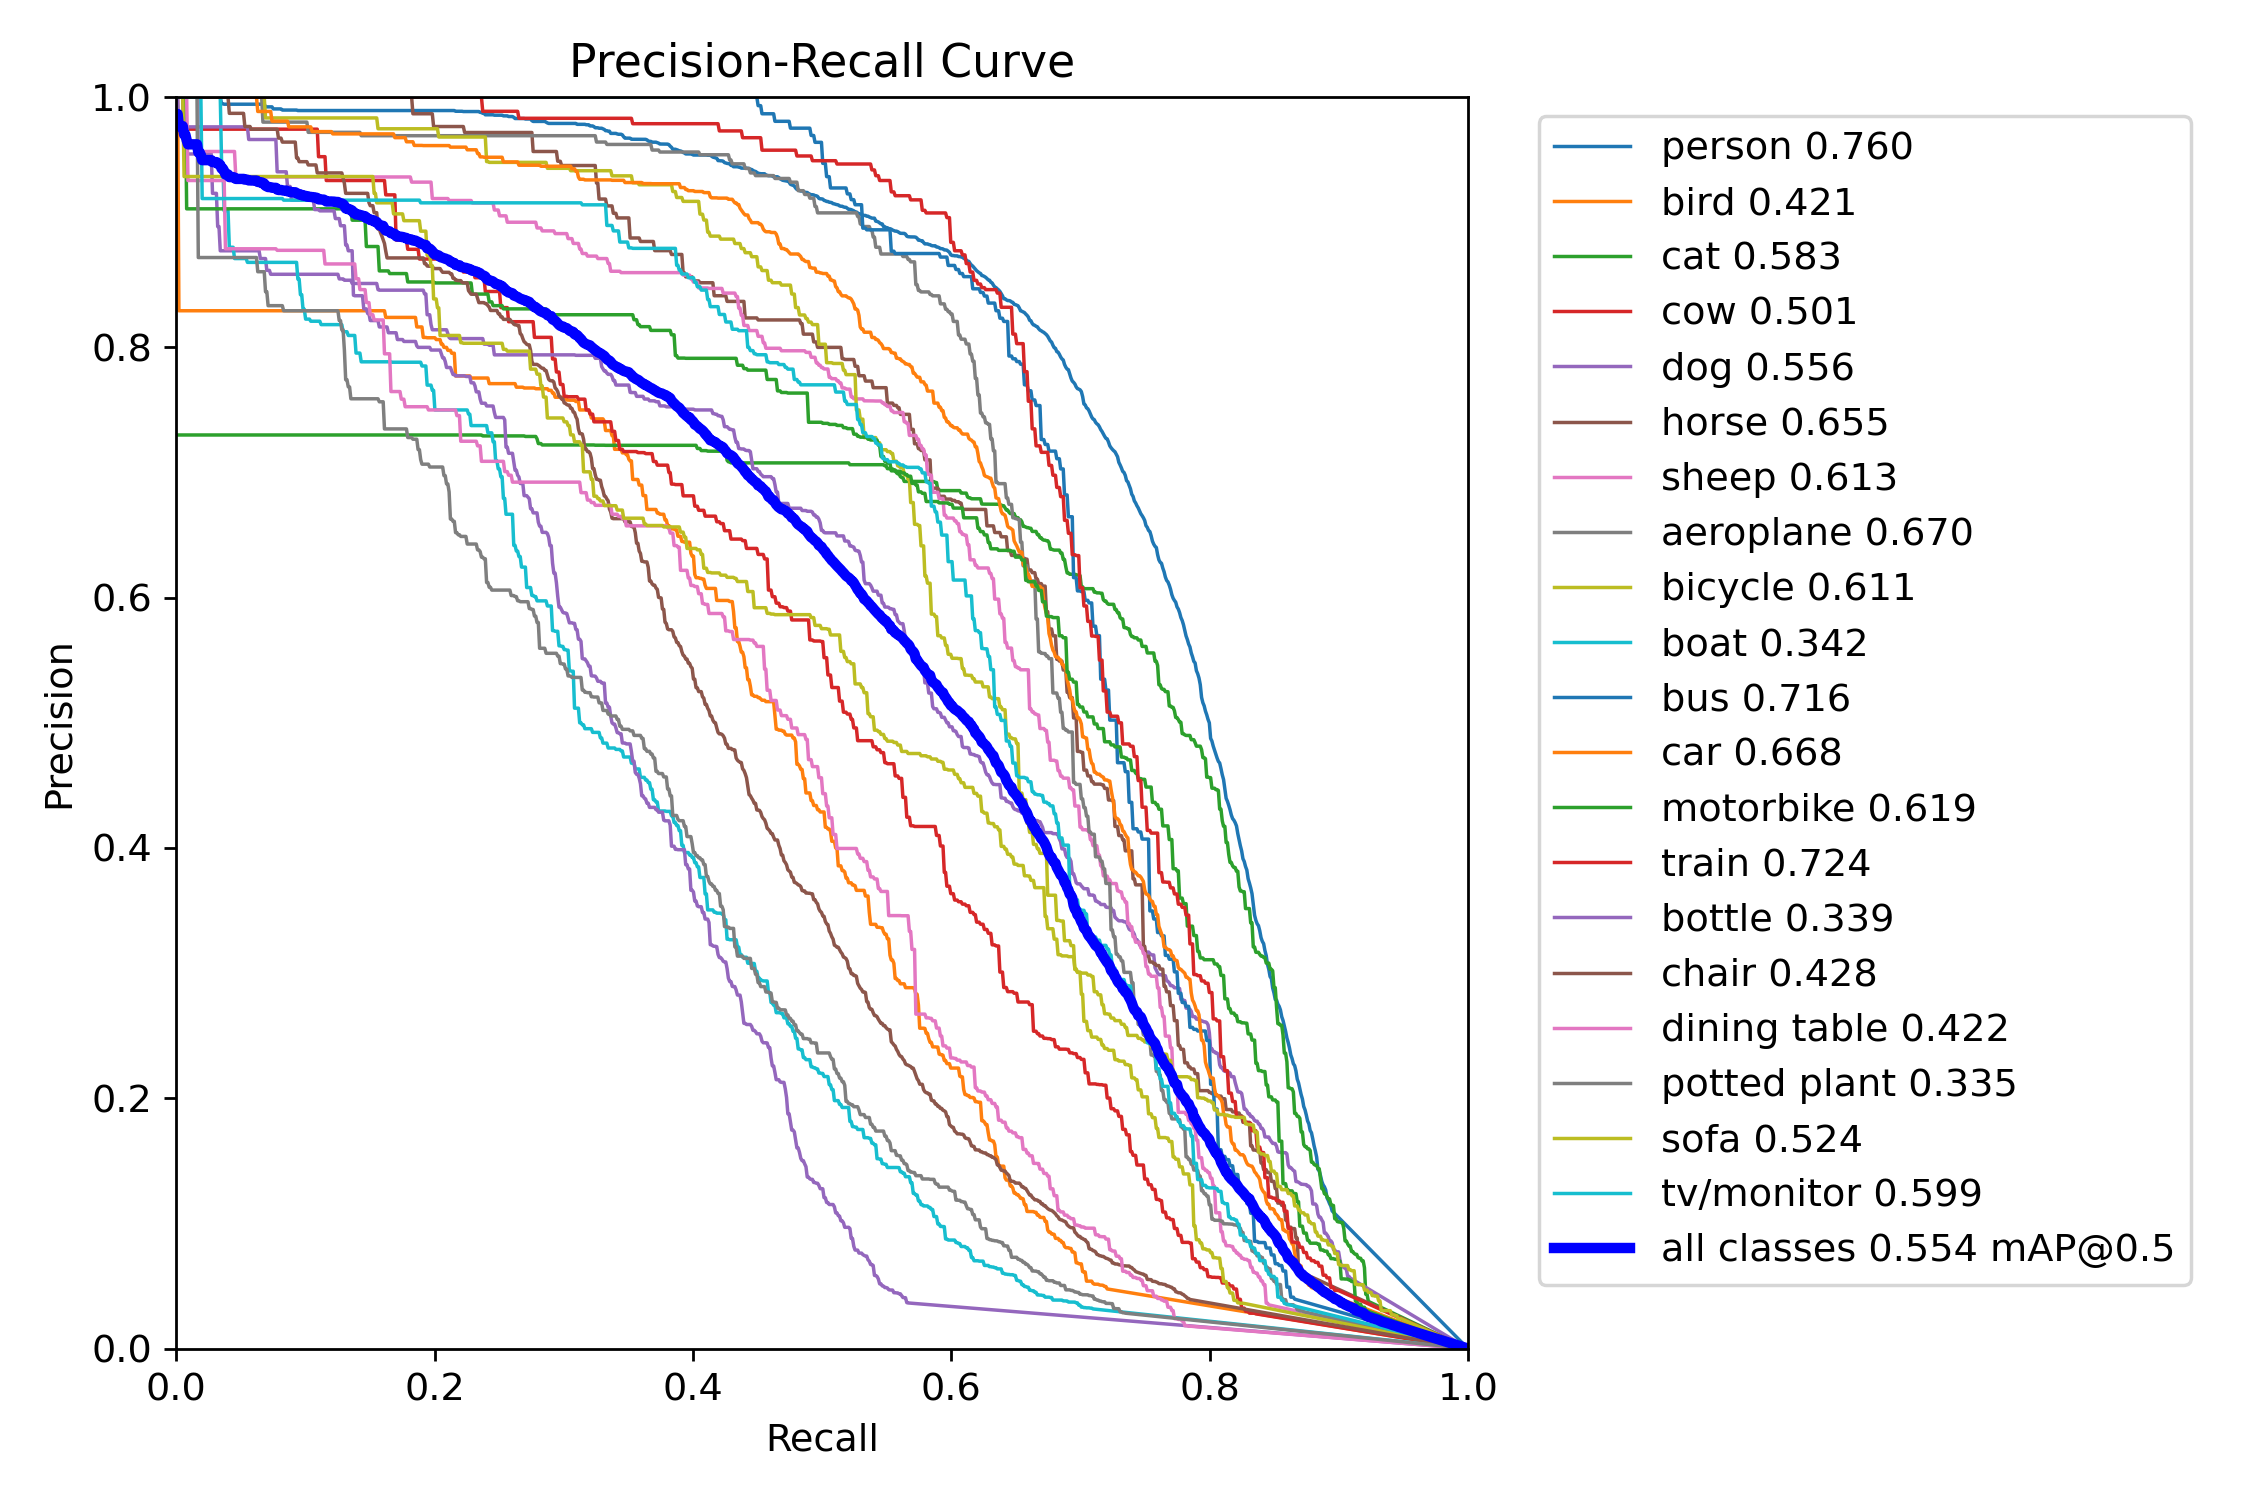 Precision-Recall Curve
1.0
0.8
0.6
0.4
0.2
0.0
Precision
0.0 0.2 0.4 0.6 0.8 1.0
Recall
person 0.760
bird 0.421
cat 0.583
cow 0.501
dog 0.556
horse 0.655
sheep 0.613
aeroplane 0.670
bicycle 0.611
boat 0.342
bus 0.716
car 0.668
motorbike 0.619
train 0.724
bottle 0.339
chair 0.428
dining table 0.422
potted plant 0.335
sofa 0.524
tv/monitor 0.599
all classes 0.554 mAP@0.5